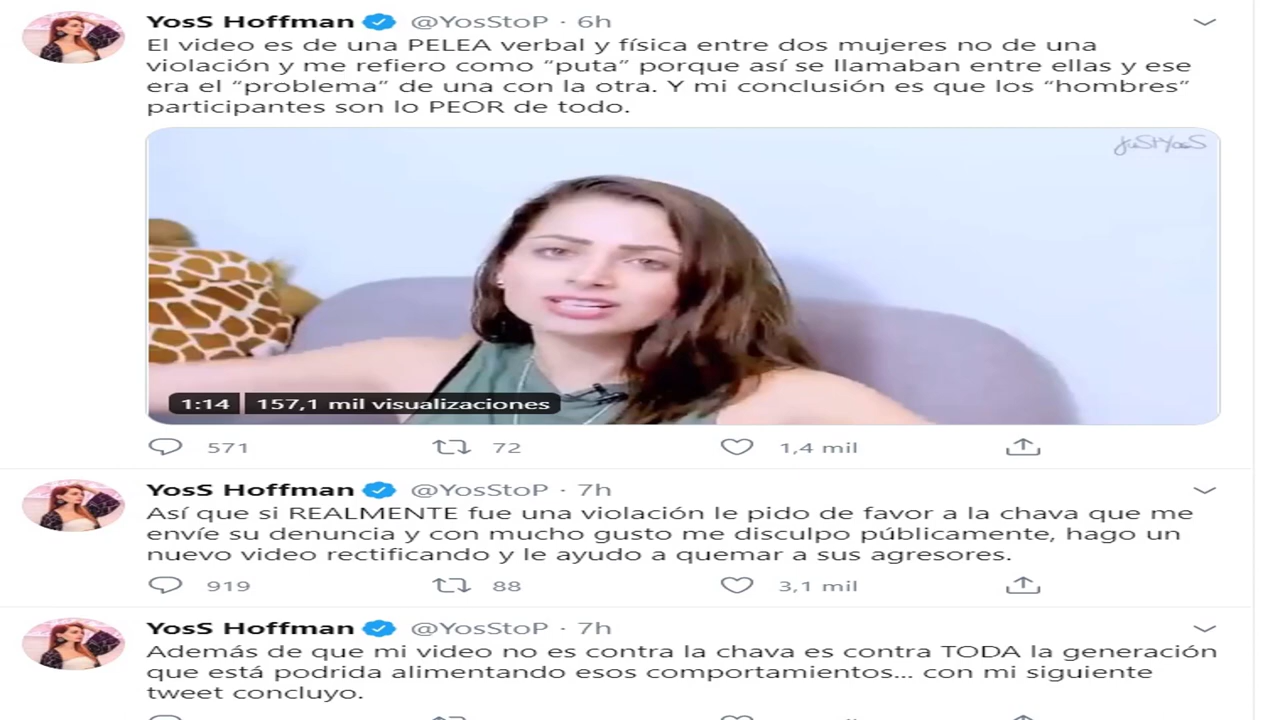 YosS Hoffman @YosStoP · 6h
El video es de una PELEA verbal y física entre dos mujeres no de una
violación y me refiero como “puta” porque así se llamaban entre ellas y ese
era el “problema” de una con la otra. Y mi conclusión es que los “hombres”
participantes son lo PEOR de todo.
JuStYosS
1:14 157,1 mil visualizaciones
571 72 1,4 mil
YosS Hoffman @YosStoP · 7h
Así que si REALMENTE fue una violación le pido de favor a la chava que me
envíe su denuncia y con mucho gusto me disculpo públicamente, hago un
nuevo video rectificando y le ayudo a quemar a sus agresores.
919 88 3,1 mil
YosS Hoffman @YosStoP · 7h
Además de que mi video no es contra la chava es contra TODA la generación
que está podrida alimentando esos comportamientos... con mi siguiente
tweet concluyo.